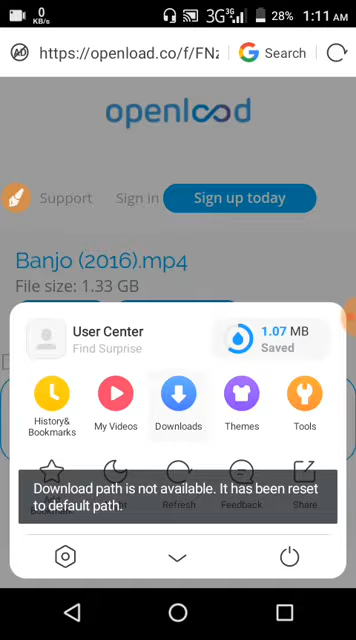 0
KB/s
3G 3G
28%
1:11 AM
AD
https://openload.co/f/FN
G Search
openload
Support
Sign in
Sign up today
Banjo (2016).mp4
File size: 1.33 GB
D
User Center
Find Surprise
1.07 MB
Saved
History&
Bookmarks
My Videos
Downloads
Themes
Tools
Download path is not available. It has been reset
to default path.
Bookmark
Refresh
Feedback
Share